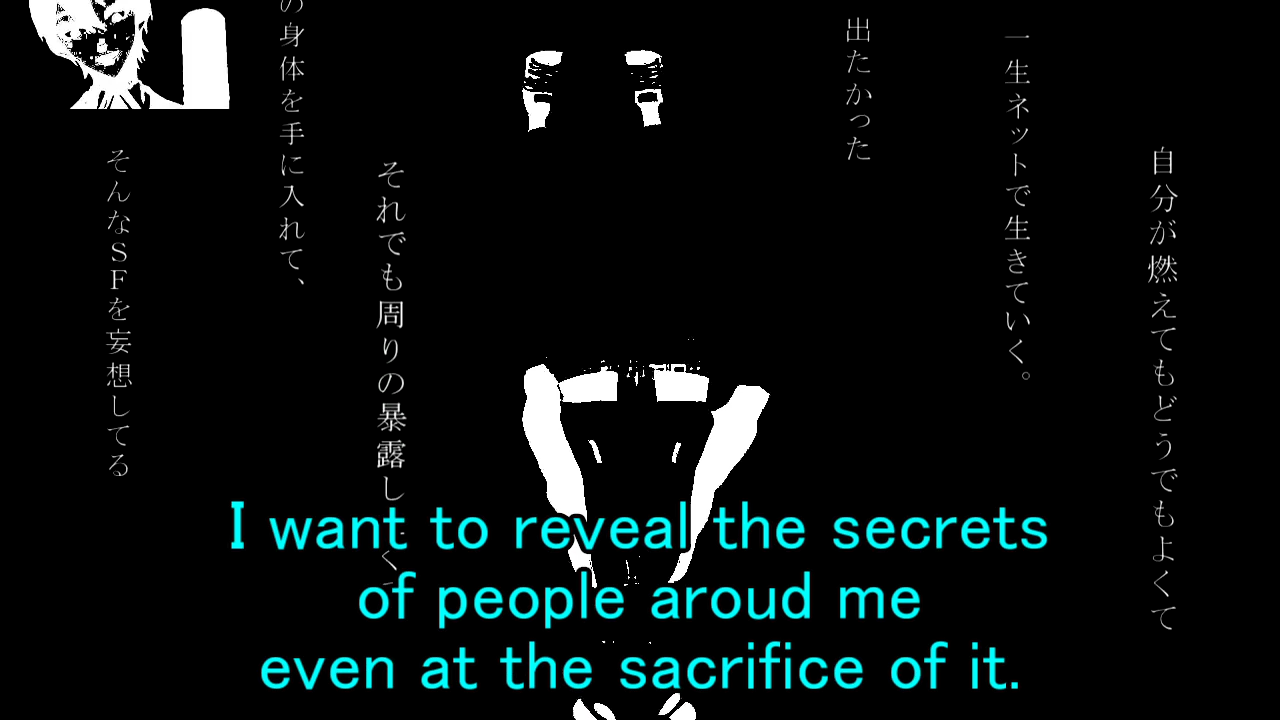 自分が燃えてもどうでもよくて
一生ネットで生きていく。
出たかった
それでも周りの暴露し
の身体を手に入れて、
そんなSFを妄想してる
I want to reveal the secrets
of people aroud me
even at the sacrifice of it.